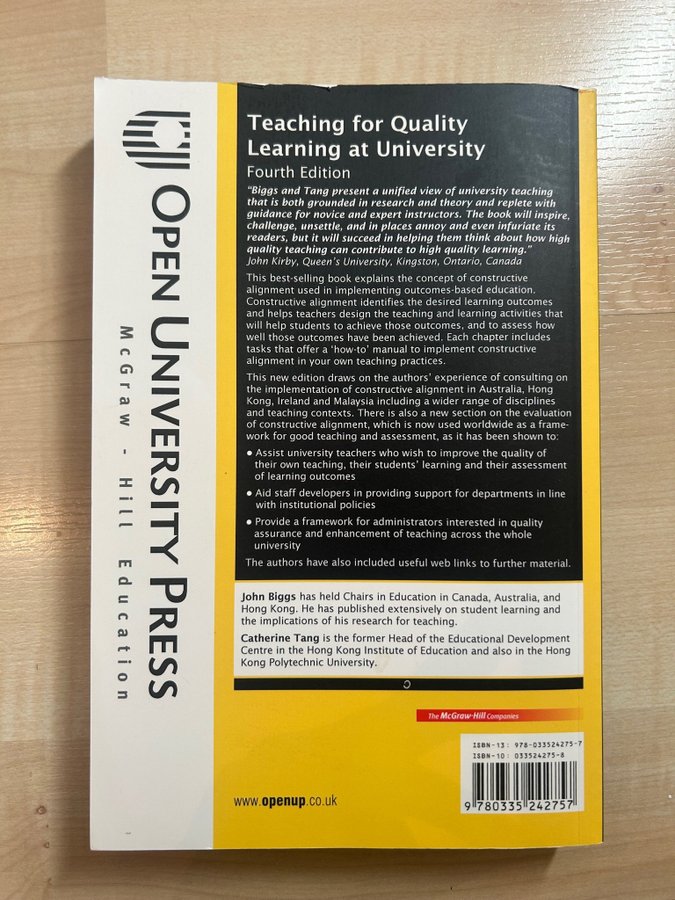 OPEN UNIVERSITY PRESS
McGraw - Hill Education
Teaching for Quality
Learning at University
Fourth Edition
"Biggs and Tang present a unified view of university teaching
that is both grounded in research and theory and replete with
guidance for novice and expert instructors. The book will inspire,
challenge, unsettle, and in places annoy and even infuriate its
readers, but it will succeed in helping them think about how high
quality teaching can contribute to high quality learning."
John Kirby, Queen's University, Kingston, Ontario, Canada
This best-selling book explains the concept of constructive
alignment used in implementing outcomes-based education.
Constructive alignment identifies the desired learning outcomes
and helps teachers design the teaching and learning activities that
will help students to achieve those outcomes, and to assess how
well those outcomes have been achieved. Each chapter includes
tasks that offer a 'how-to' manual to implement constructive
alignment in your own teaching practices.
This new edition draws on the authors' experience of consulting on
the implementation of constructive alignment in Australia, Hong
Kong, Ireland and Malaysia including a wider range of disciplines
and teaching contexts. There is also a new section on the evaluation
of constructive alignment, which is now used worldwide as a frame-
work for good teaching and assessment, as it has been shown to:
• Assist university teachers who wish to improve the quality of
their own teaching, their students' learning and their assessment
of learning outcomes
• Aid staff developers in providing support for departments in line
with institutional policies
• Provide a framework for administrators interested in quality
assurance and enhancement of teaching across the whole
university
The authors have also included useful web links to further material.
John Biggs has held Chairs in Education in Canada, Australia, and
Hong Kong. He has published extensively on student learning and
the implications of his research for teaching.
Catherine Tang is the former Head of the Educational Development
Centre in the Hong Kong Institute of Education and also in the Hong
Kong Polytechnic University.
The McGraw-Hill Companies
ISBN-13: 978-033524275-7
ISBN-10: 033524275-8
9 780335 242757
www.openup.co.uk